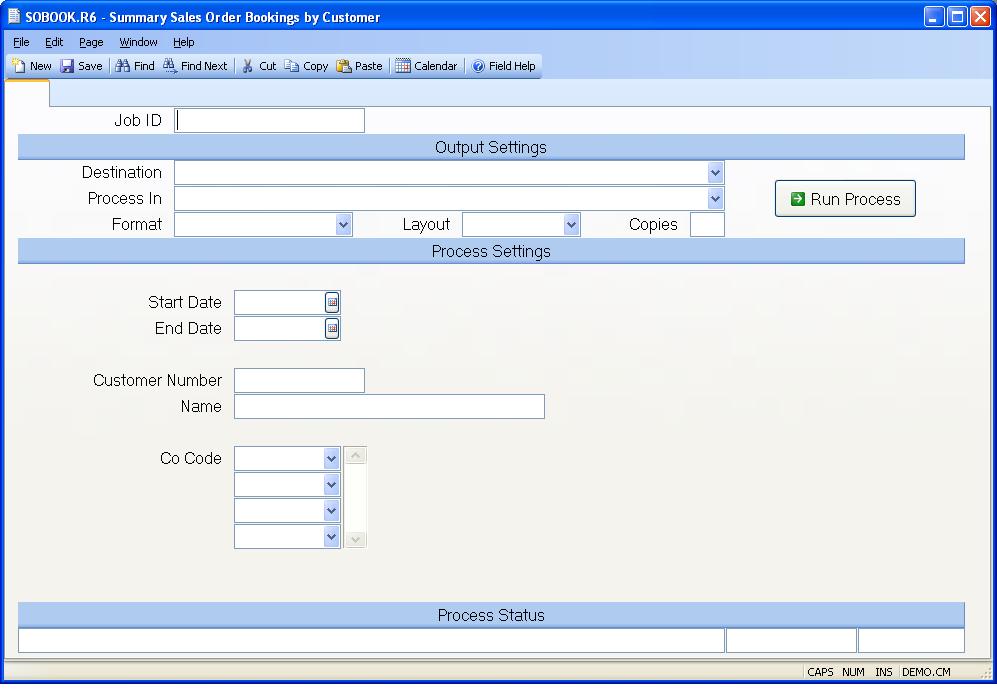 SOBOOK.R6 - Summary Sales Order Bookings by Customer
File Edit Page Window Help
New Save Find Find Next Cut Copy Paste Calendar Field Help
Job ID
Output Settings
Destination
Process In
Run Process
Format Layout Copies
Process Settings
Start Date
End Date
Customer Number
Name
Co Code
Process Status
CAPS NUM INS DEMO.CM